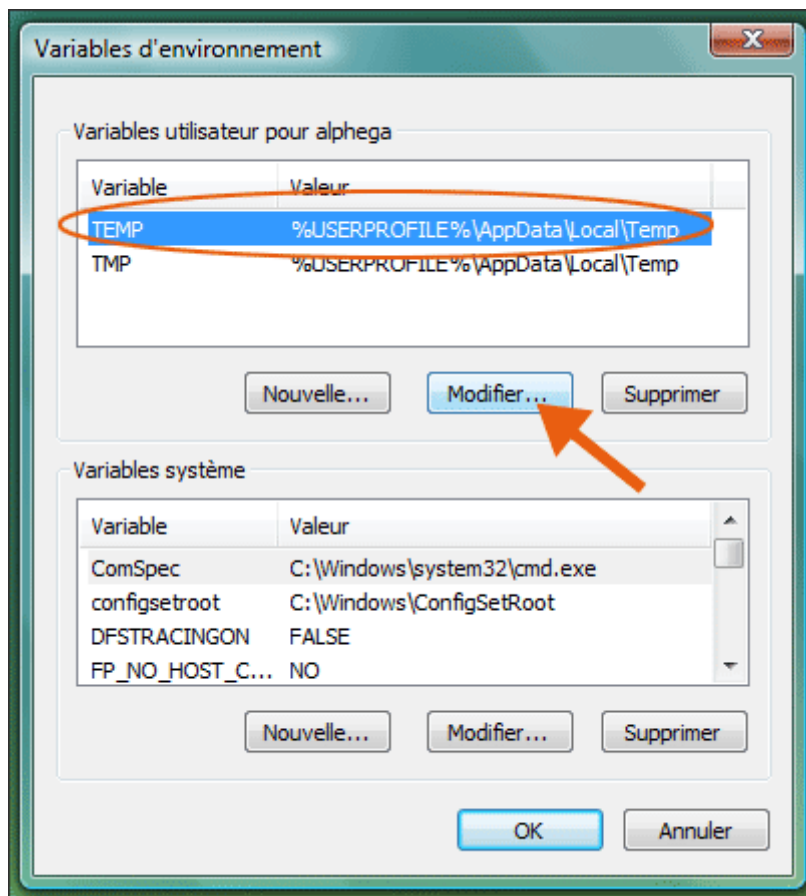 Variables d'environnement
Variables utilisateur pour alphega
Variable Valeur
TEMP %USERPROFILE%\AppData\Local\Temp
TMP %USERPROFILE%\AppData\Local\Temp
Nouvelle... Modifier... Supprimer
Variables système
Variable Valeur
ComSpec C:\Windows\system32\cmd.exe
configsetroot C:\Windows\ConfigSetRoot
DFSTRACINGON FALSE
FP_NO_HOST_C... NO
Nouvelle... Modifier... Supprimer
OK Annuler